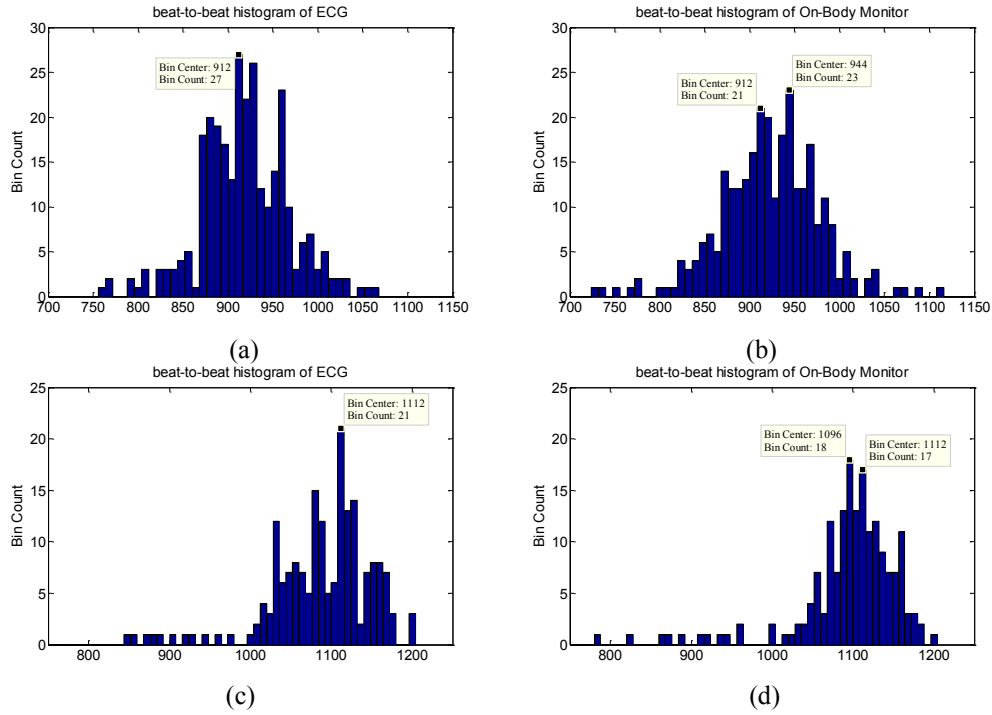 beat-to-beat histogram of ECG
30
25
20
15
10
5
0
Bin Count
Bin Center: 912
Bin Count: 27
700 750 800 850 900 950 1000 1050 1100 1150
(a)
beat-to-beat histogram of On-Body Monitor
30
25
20
15
10
5
0
Bin Count
Bin Center: 912
Bin Count: 21
Bin Center: 944
Bin Count: 23
700 750 800 850 900 950 1000 1050 1100 1150
(b)
beat-to-beat histogram of ECG
25
20
15
10
5
0
Bin Count
Bin Center: 1112
Bin Count: 21
800 900 1000 1100 1200
(c)
beat-to-beat histogram of On-Body Monitor
25
20
15
10
5
0
Bin Count
Bin Center: 1096
Bin Count: 18
Bin Center: 1112
Bin Count: 17
800 900 1000 1100 1200
(d)